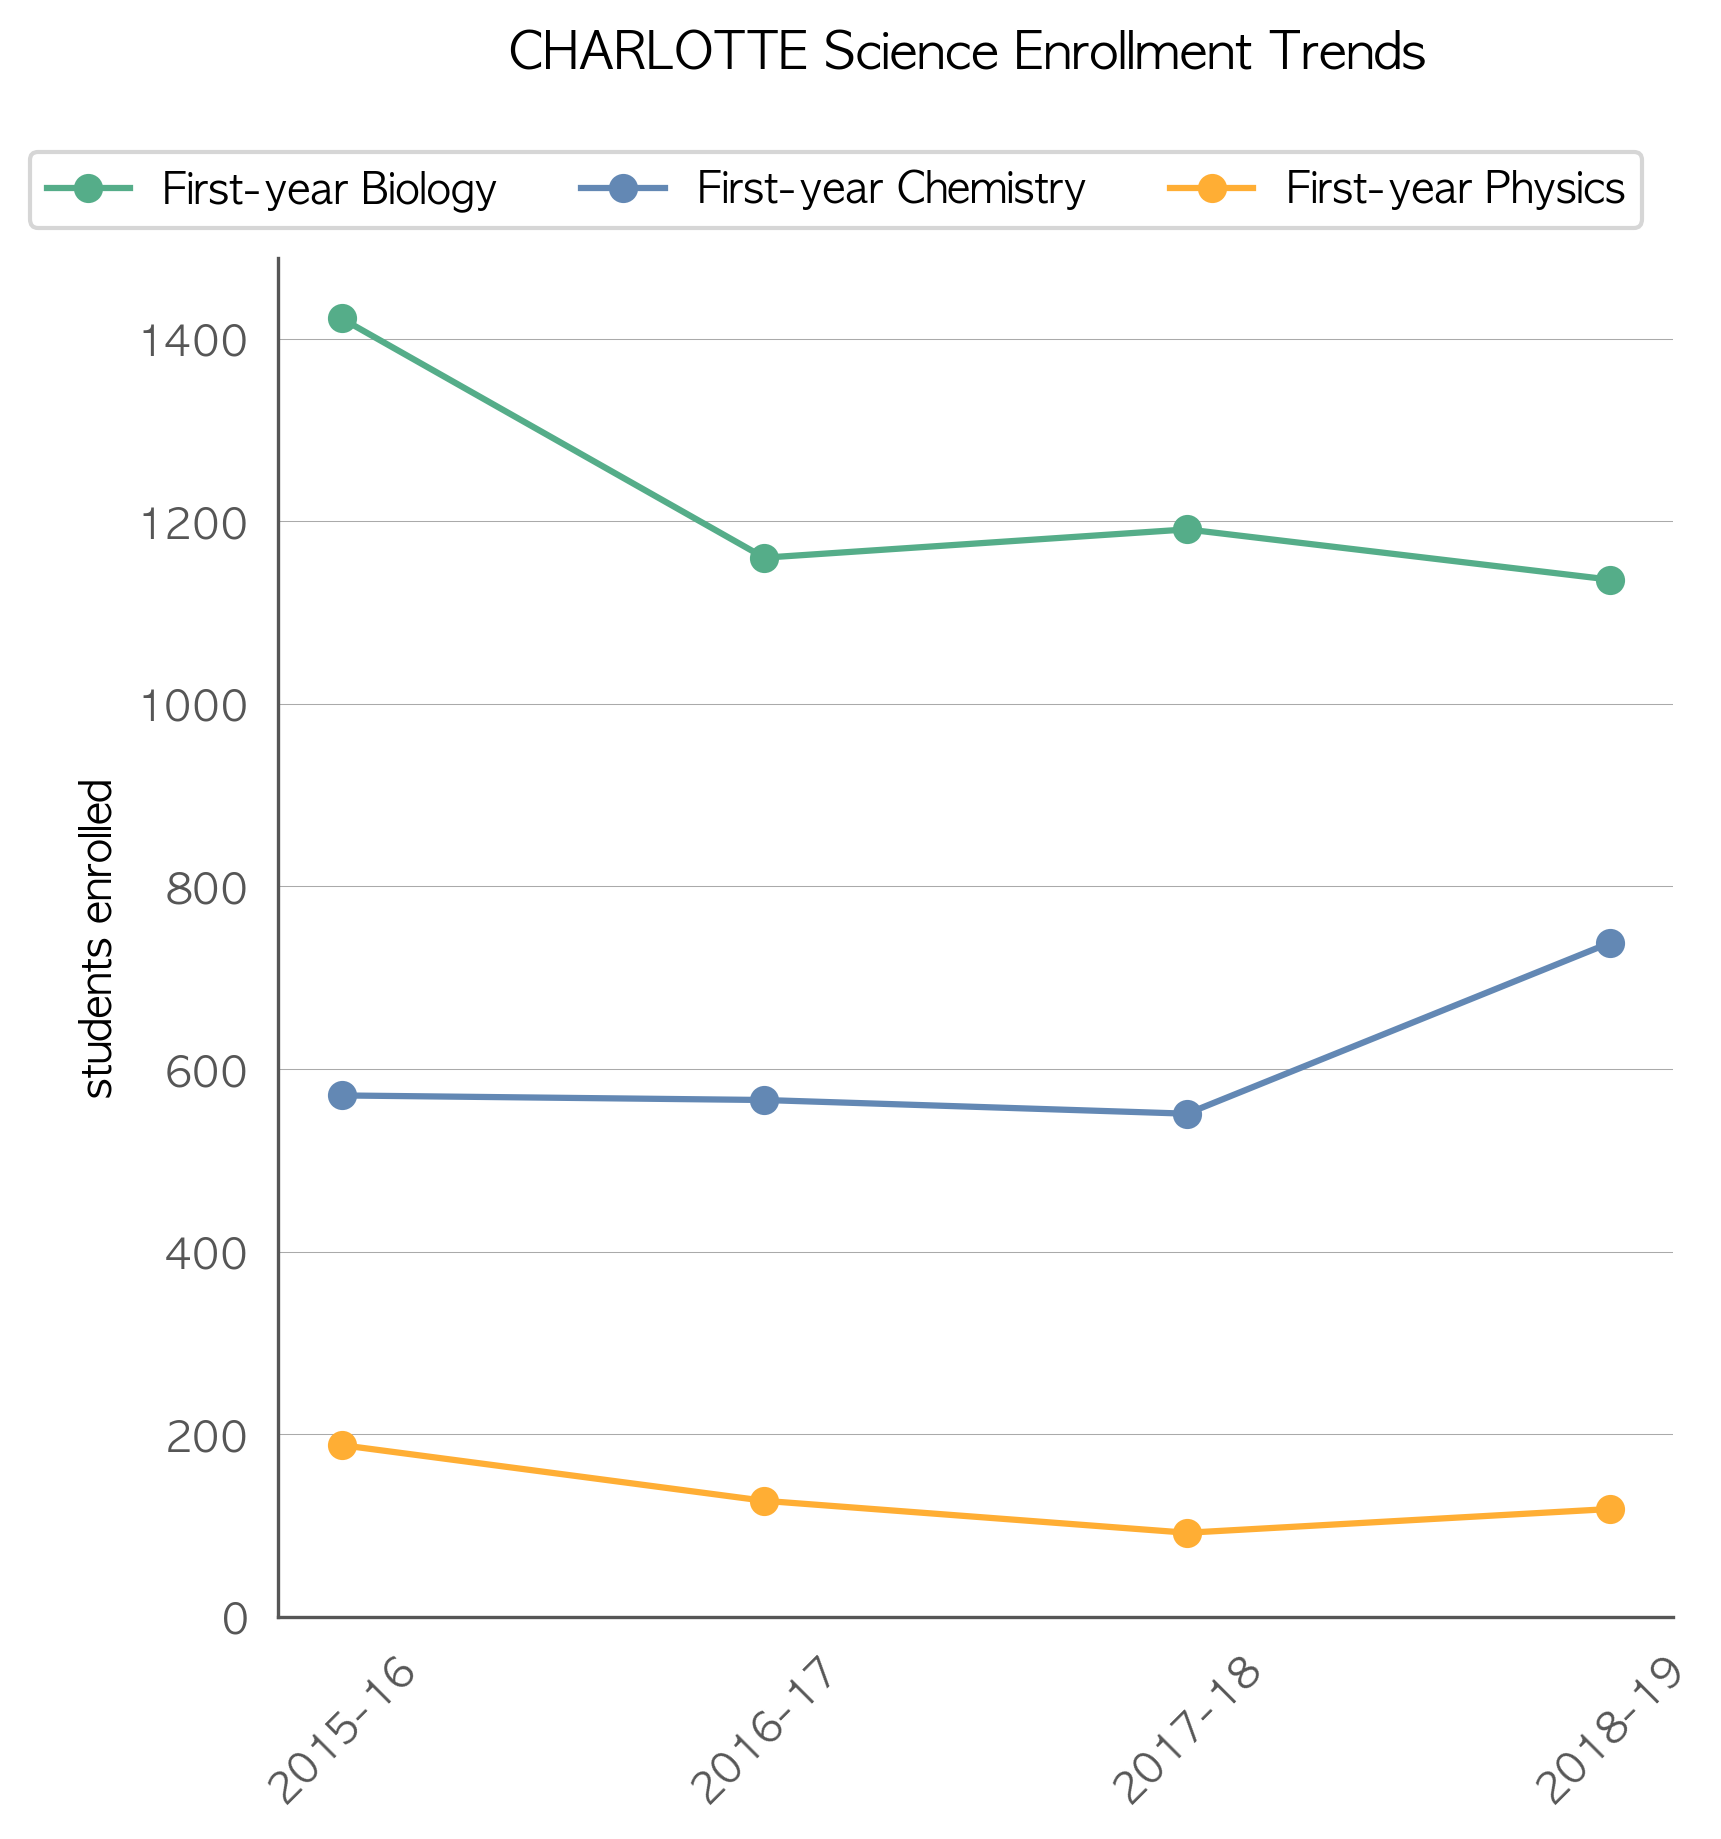 CHARLOTTE Science Enrollment Trends
First-year Biology First-year Chemistry First-year Physics
1400
1200
1000
800
600
400
200
0
students enrolled
2015-16 2016-17 2017-18 2018-19